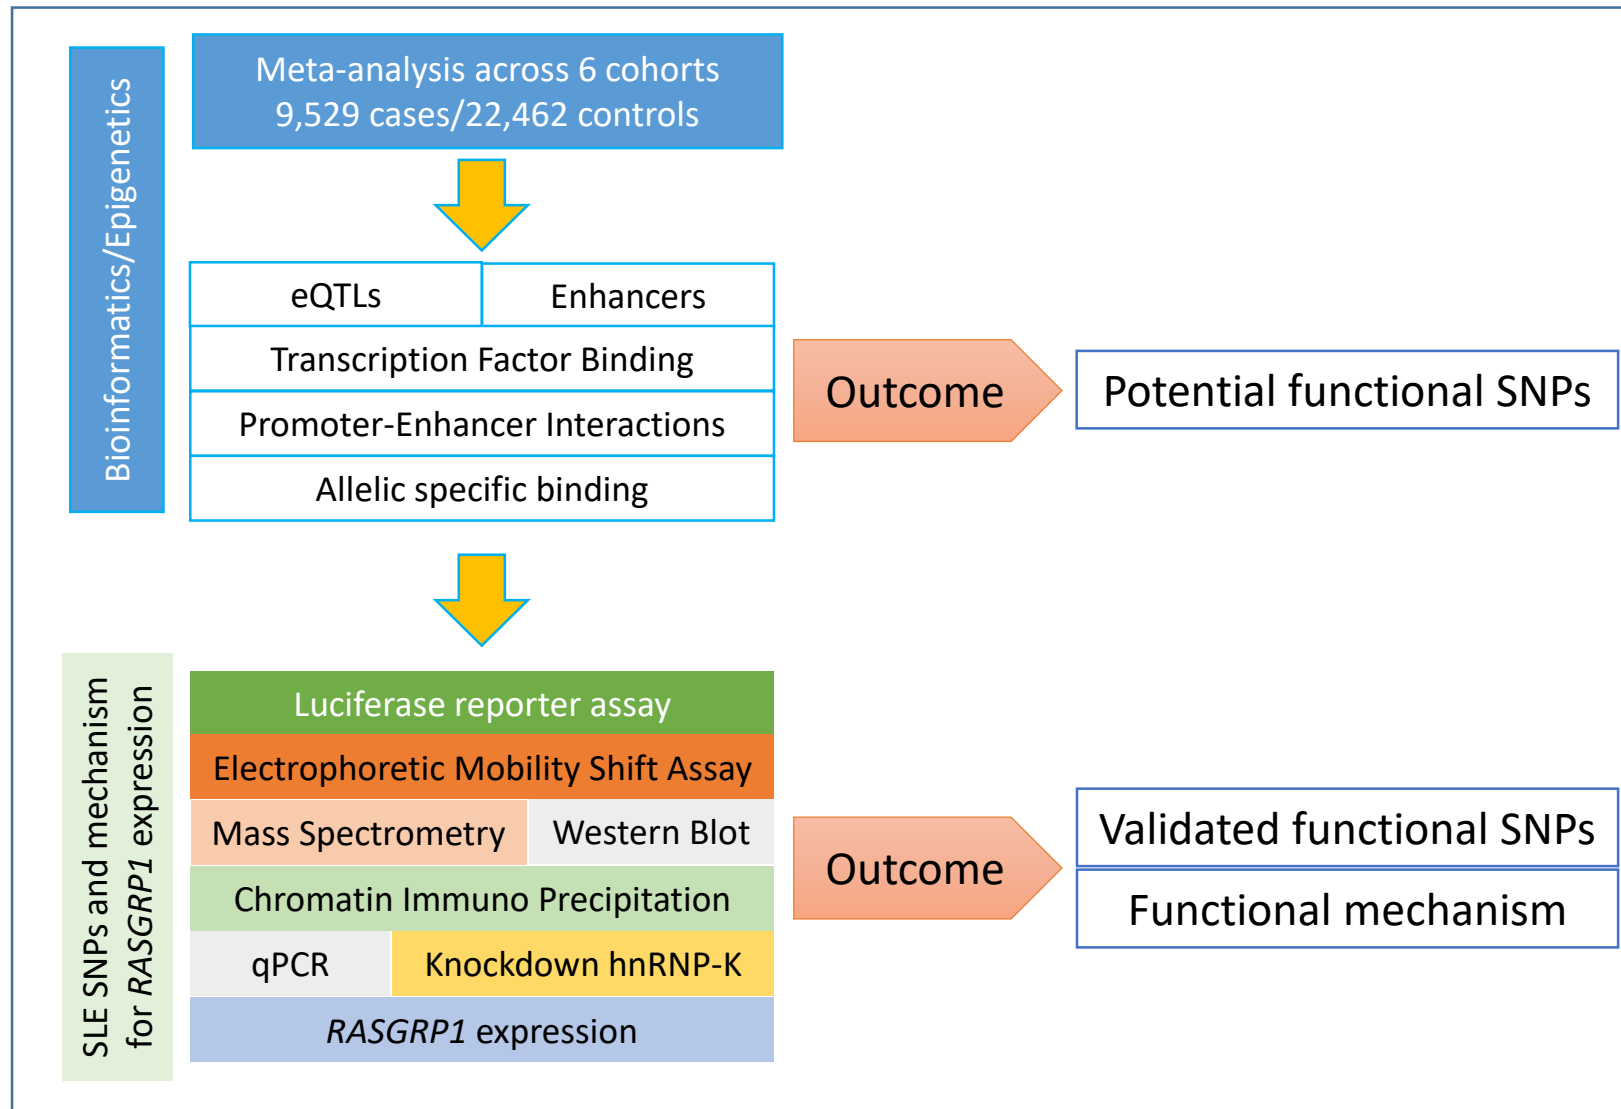 Bioinformatics/Epigenetics
Meta-analysis across 6 cohorts
9,529 cases/22,462 controls
eQTLs
Enhancers
Transcription Factor Binding
Promoter-Enhancer Interactions
Allelic specific binding
Outcome
Potential functional SNPs
SLE SNPs and mechanism
for RASGRP1 expression
Luciferase reporter assay
Electrophoretic Mobility Shift Assay
Mass Spectrometry
Western Blot
Chromatin Immuno Precipitation
qPCR
Knockdown hnRNP-K
RASGRP1 expression
Outcome
Validated functional SNPs
Functional mechanism